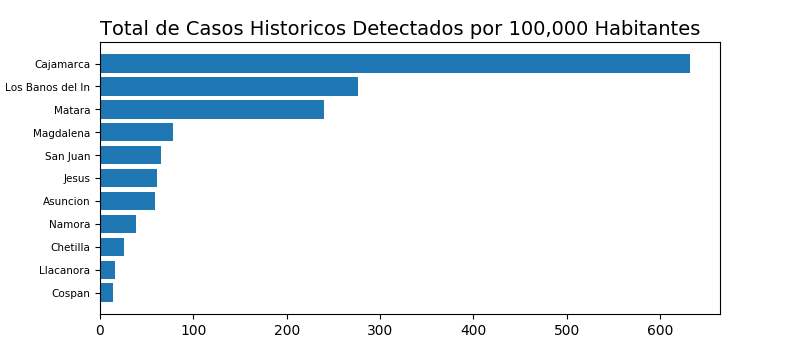 Total de Casos Historicos Detectados por 100,000 Habitantes
Cajamarca
Los Banos del In
Matara
Magdalena
San Juan
Jesus
Asuncion
Namora
Chetilla
Llacanora
Cospan
0 100 200 300 400 500 600